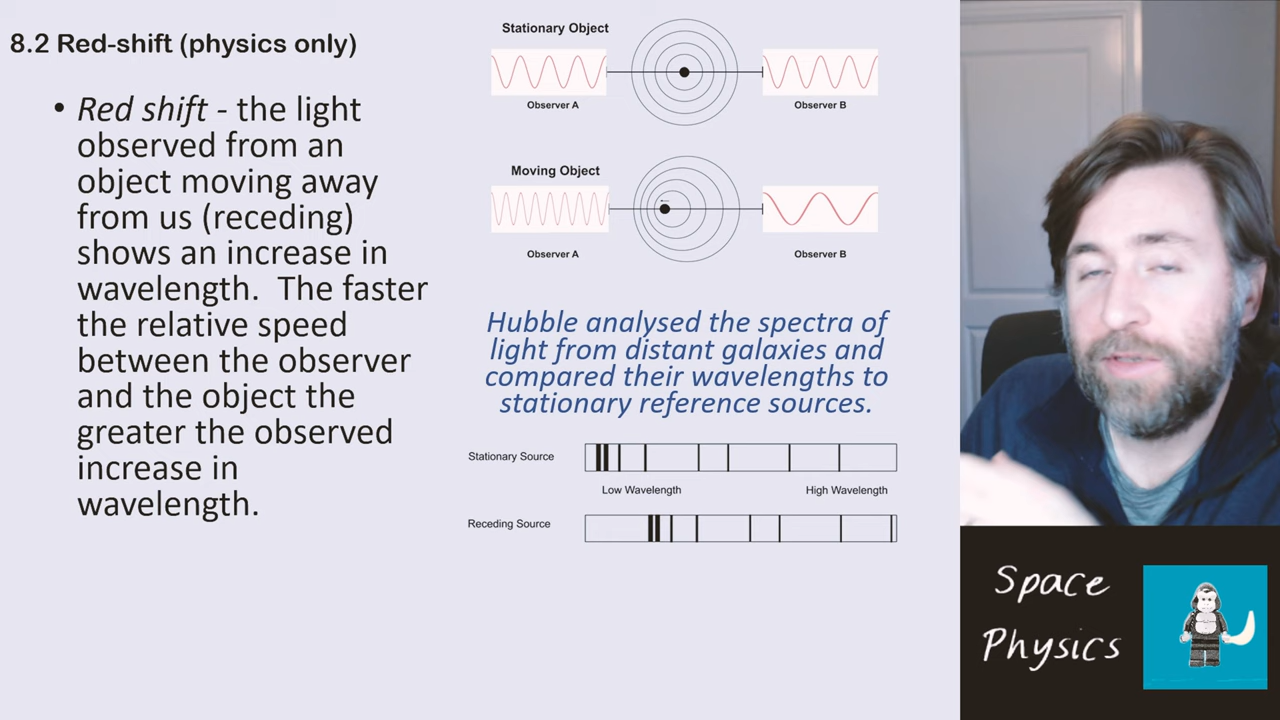 8.2 Red-shift (physics only)
• Red shift - the light
observed from an
object moving away
from us (receding)
shows an increase in
wavelength.  The faster
the relative speed
between the observer
and the object the
greater the observed
increase in
wavelength.
Stationary Object
Observer A
Observer B
Moving Object
Observer A
Observer B
Hubble analysed the spectra of
light from distant galaxies and
compared their wavelengths to
stationary reference sources.
Stationary Source
Low Wavelength
High Wavelength
Receding Source
Space
Physics